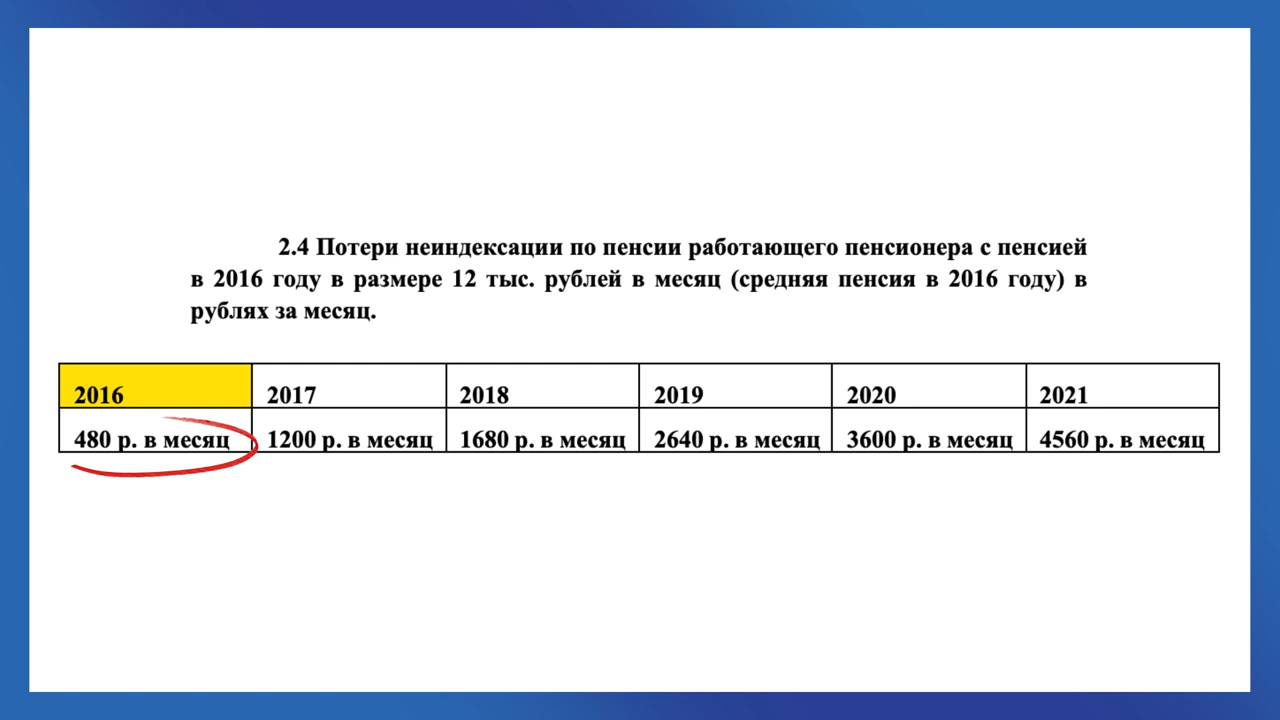 2.4 Потери неиндексации по пенсии работающего пенсионера с пенсией
в 2016 году в размере 12 тыс. рублей в месяц (средняя пенсия в 2016 году) в
рублях за месяц.
2016 2017 2018 2019 2020 2021
480 р. в месяц 1200 р. в месяц 1680 р. в месяц 2640 р. в месяц 3600 р. в месяц 4560 р. в месяц